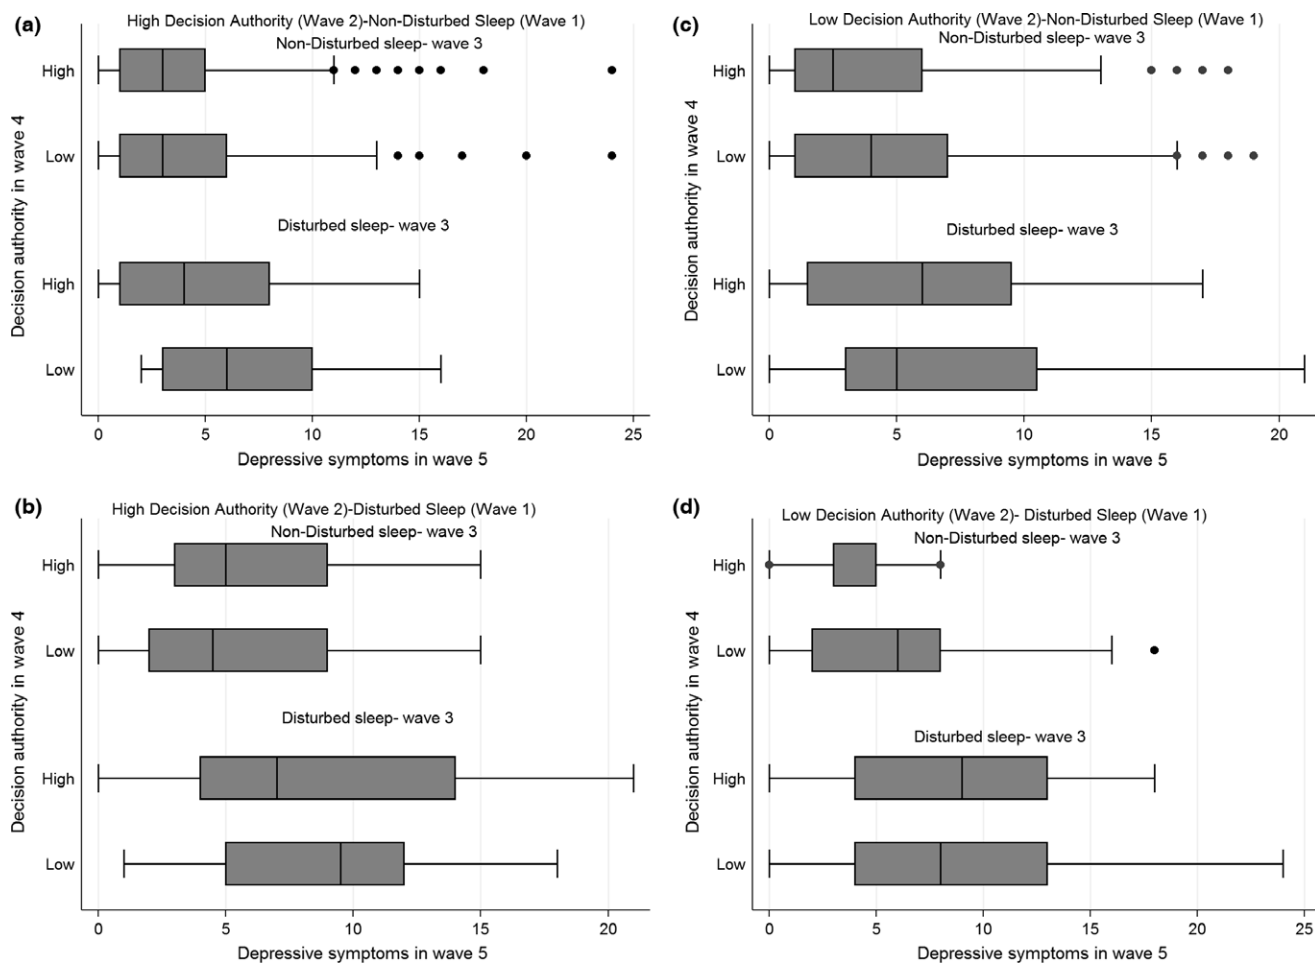 (a)
High Decision Authority (Wave 2)-Non-Disturbed Sleep (Wave 1)
Non-Disturbed sleep- wave 3
High
Low
Disturbed sleep- wave 3
High
Low
Decision authority in wave 4
0 5 10 15 20 25
Depressive symptoms in wave 5
(c)
Low Decision Authority (Wave 2)-Non-Disturbed Sleep (Wave 1)
Non-Disturbed sleep- wave 3
High
Low
Disturbed sleep- wave 3
High
Low
Decision authority in wave 4
0 5 10 15 20
Depressive symptoms in wave 5
(b)
High Decision Authority (Wave 2)-Disturbed Sleep (Wave 1)
Non-Disturbed sleep- wave 3
High
Low
Disturbed sleep- wave 3
High
Low
Decision authority in wave 4
0 5 10 15 20
Depressive symptoms in wave 5
(d)
Low Decision Authority (Wave 2)- Disturbed Sleep (Wave 1)
Non-Disturbed sleep- wave 3
High
Low
Disturbed sleep- wave 3
High
Low
Decision authority in wave 4
0 5 10 15 20 25
Depressive symptoms in wave 5